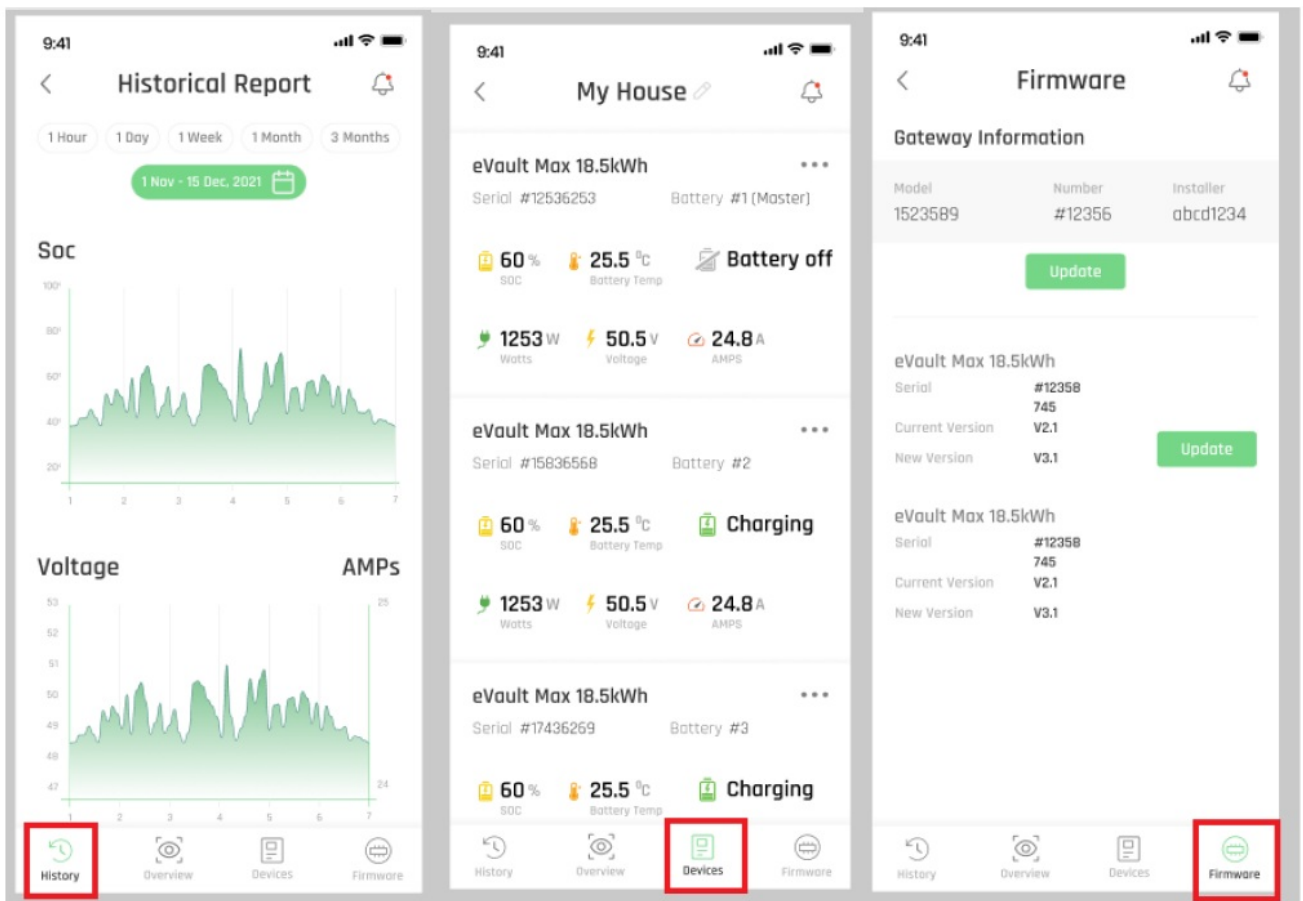 9:41
Historical Report
1 Hour 1 Day 1 Week 1 Month 3 Months
1 Nov - 15 Dec, 2021
Soc
100%
80%
60%
40%
20%
1 2 3 4 5 6 7
Voltage AMPs
53 25
52
51
50
49
48
47 24
1 2 3 4 5 6 7
History Overview Devices Firmware
9:41
My House
eVault Max 18.5kWh
Serial #12536253 Battery #1 (Master)
60 % 25.5 °C Battery off
SOC Battery Temp
1253 W 50.5 V 24.8 A
Watts Voltage AMPS
eVault Max 18.5kWh
Serial #15836568 Battery #2
60 % 25.5 °C Charging
SOC Battery Temp
1253 W 50.5 V 24.8 A
Watts Voltage AMPS
eVault Max 18.5kWh
Serial #17436269 Battery #3
60 % 25.5 °C Charging
SOC Battery Temp
History Overview Devices Firmware
9:41
Firmware
Gateway Information
Model Number Installer
1523589 #12356 abcd1234
Update
eVault Max 18.5kWh
Serial #12358
745
Current Version V2.1
Update
New Version V3.1
eVault Max 18.5kWh
Serial #12358
745
Current Version V2.1
New Version V3.1
History Overview Devices Firmware